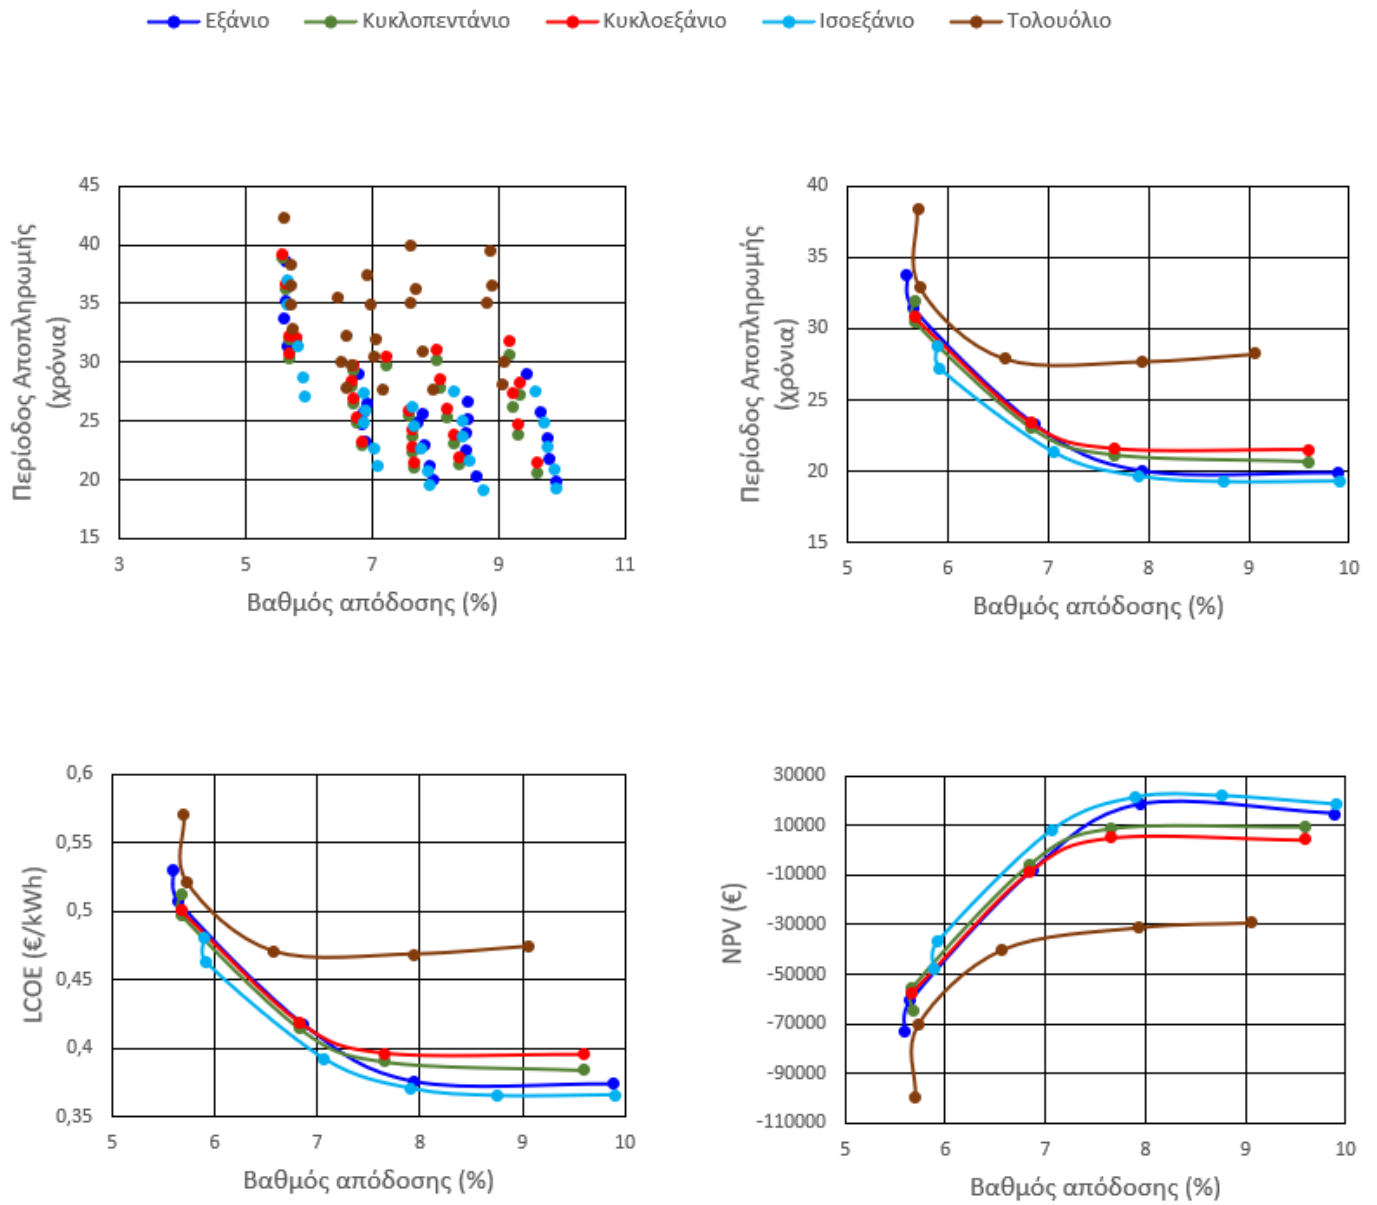 Εξάνιο Κυκλοπεντάνιο Κυκλοεξάνιο Ισοεξάνιο Τολουόλιο
Περίοδος Αποπληρωμής
(χρόνια)
45
40
35
30
25
20
15
3 5 7 9 11
Βαθμός απόδοσης (%)
Περίοδος Αποπληρωμής
(χρόνια)
40
35
30
25
20
15
5 6 7 8 9 10
Βαθμός απόδοσης (%)
LCOE (€/kWh)
0,6
0,55
0,5
0,45
0,4
0,35
5 6 7 8 9 10
Βαθμός απόδοσης (%)
NPV (€)
30000
10000
-10000
-30000
-50000
-70000
-90000
-110000
5 6 7 8 9 10
Βαθμός απόδοσης (%)